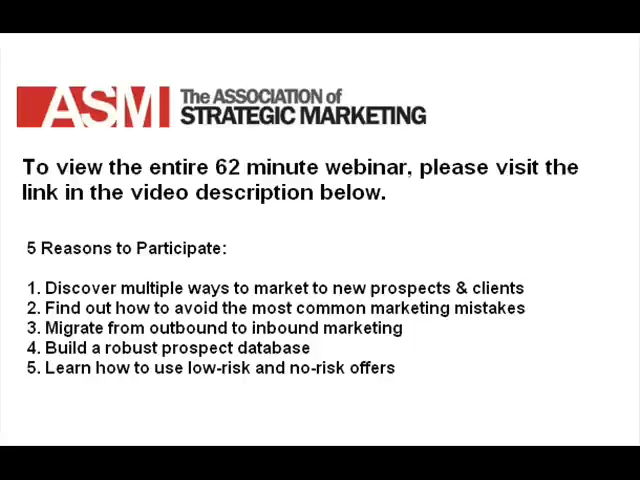 ASM The ASSOCIATION of
STRATEGIC MARKETING
To view the entire 62 minute webinar, please visit the
link in the video description below.
5 Reasons to Participate:
1. Discover multiple ways to market to new prospects & clients
2. Find out how to avoid the most common marketing mistakes
3. Migrate from outbound to inbound marketing
4. Build a robust prospect database
5. Learn how to use low-risk and no-risk offers